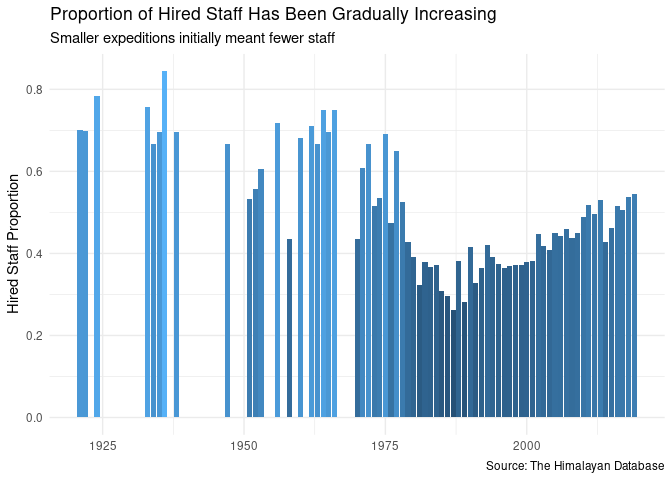 Proportion of Hired Staff Has Been Gradually Increasing
Smaller expeditions initially meant fewer staff
Hired Staff Proportion
0.8
0.6
0.4
0.2
0.0
1925 1950 1975 2000
Source: The Himalayan Database